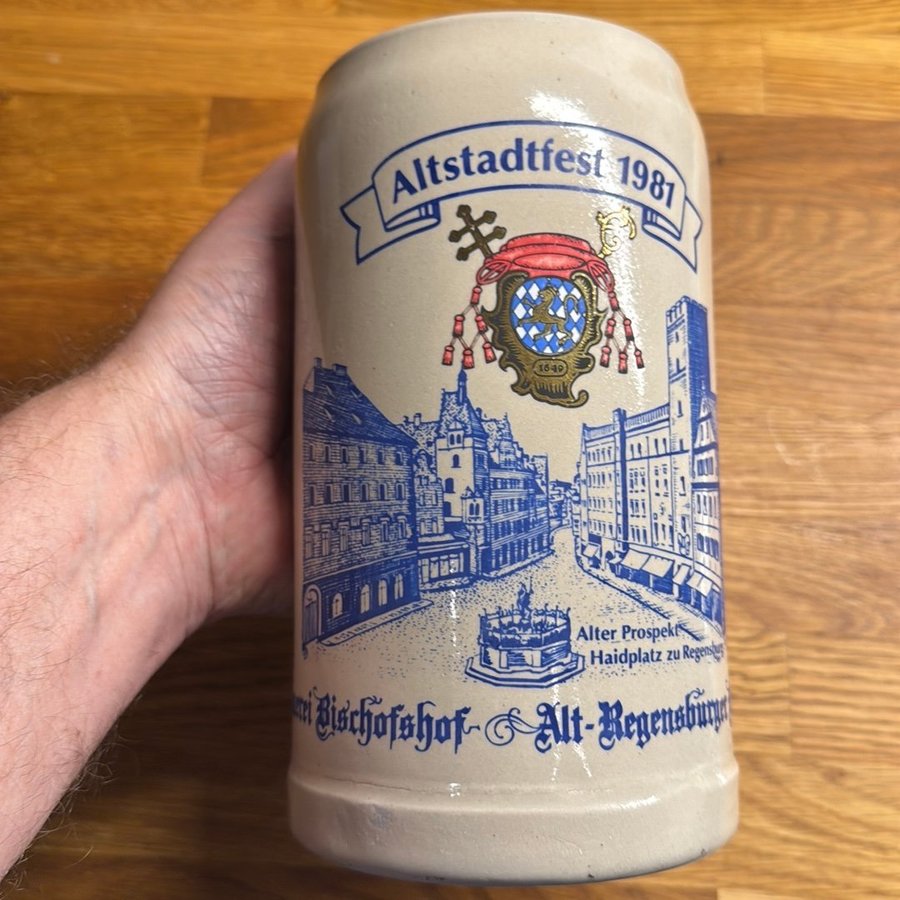 Altstadtfest 1981
1649
Alter Prospekt
Haidplatz zu Regensburg
Bischofshof Alt-Regensburger